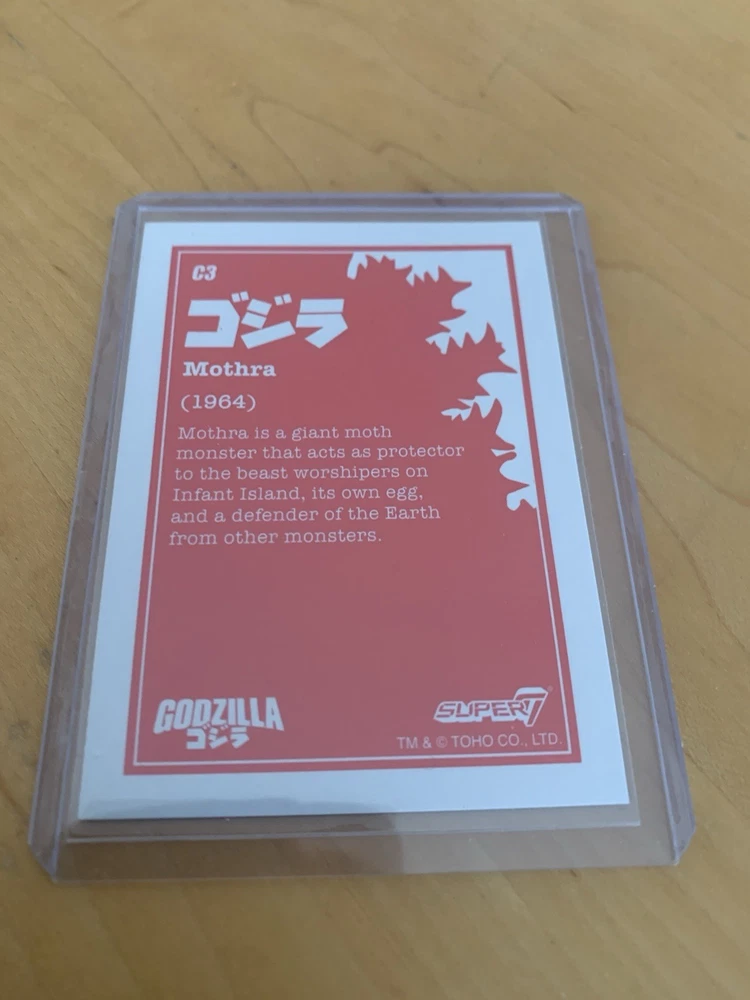 C3
ゴジラ
Mothra
(1964)
Mothra is a giant moth
monster that acts as protector
to the beast worshipers on
Infant Island, its own egg,
and a defender of the Earth
from other monsters.
GODZILLA
ゴジラ
SUPER7®
TM & © TOHO CO., LTD.